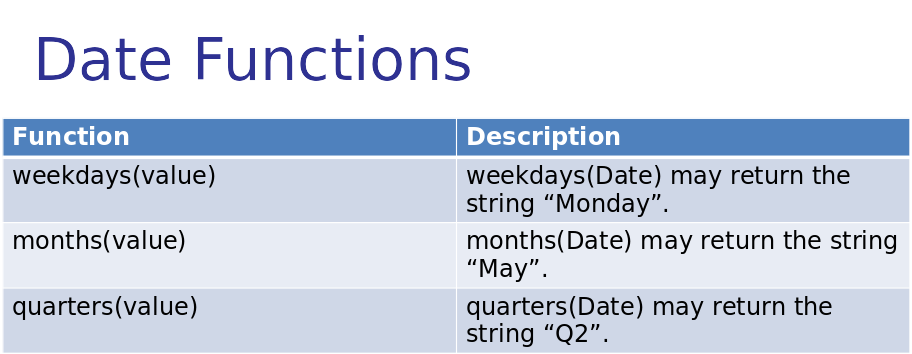 Date Functions
Function
Description
weekdays(value)
weekdays(Date) may return the
string “Monday”.
months(value)
months(Date) may return the string
“May”.
quarters(value)
quarters(Date) may return the
string “Q2”.